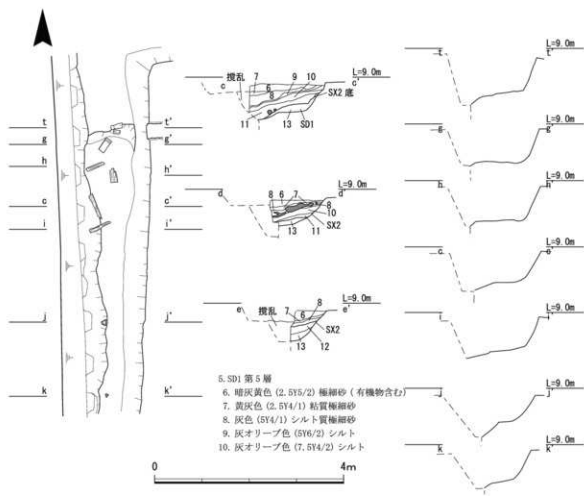 t t'
g g'
h h'
c c'
i i'
j j'
k k'
撹乱 c 7 6 8 9 10 L=9.0m c'
SX2 底
11 13 SD1
d 8 6 7 L=9.0m d'
8
10
SX2
13 11
撹乱 e 7 6 8 L=9.0m e'
SX2
13 12
t L=9.0m t'
g L=9.0m g'
h L=9.0m h'
c L=9.0m
i L=9.0m
j L=9.0m j'
k L=9.0m k'
5. SD1 第5層
6. 暗灰黄色 (2.5Y5/2) 極細砂 ( 有機物含む)
7. 黄灰色 (2.5Y4/1) 粘質極細砂
8. 灰色 (5Y4/1) シルト質極細砂
9. 灰オリーブ色 (5Y6/2) シルト
10. 灰オリーブ色 (7.5Y4/2) シルト
0 4m